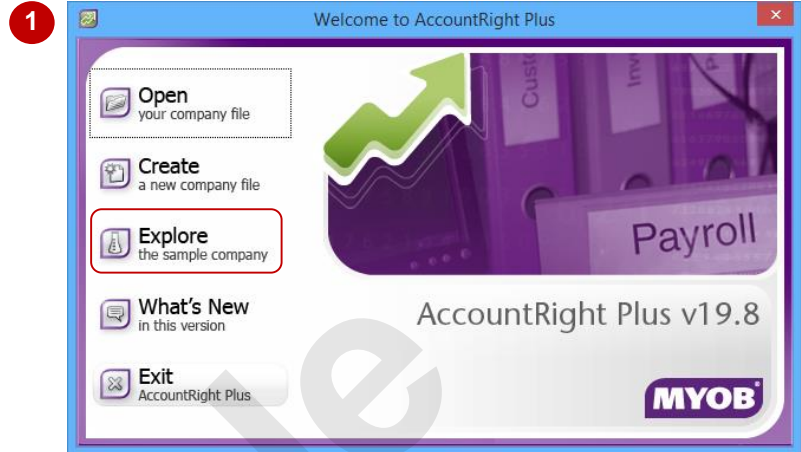 1
Welcome to AccountRight Plus
Open
your company file
Create
a new company file
Explore
the sample company
What's New
in this version
Exit
AccountRight Plus
Payroll
AccountRight Plus v19.8
MYOB